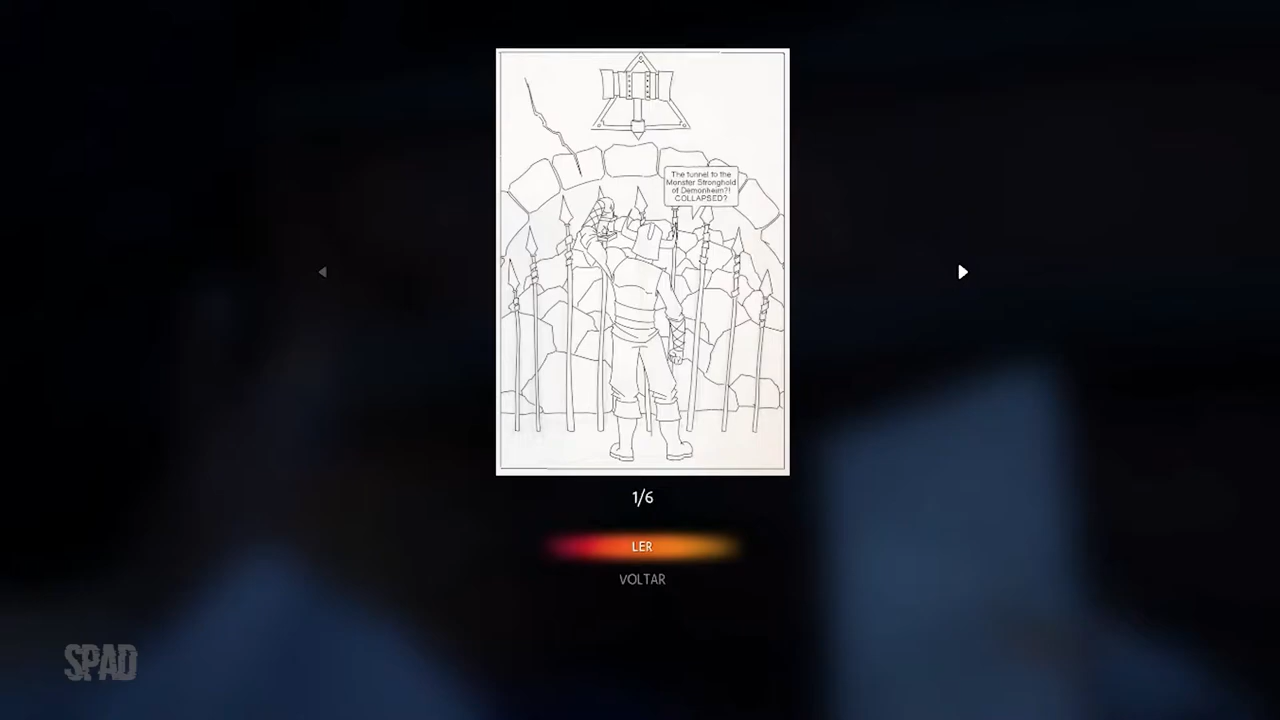 The tunnel to the
Monster Stronghold
of Demonheim?!
COLLAPSED?
1/6
LER
VOLTAR
SPAD